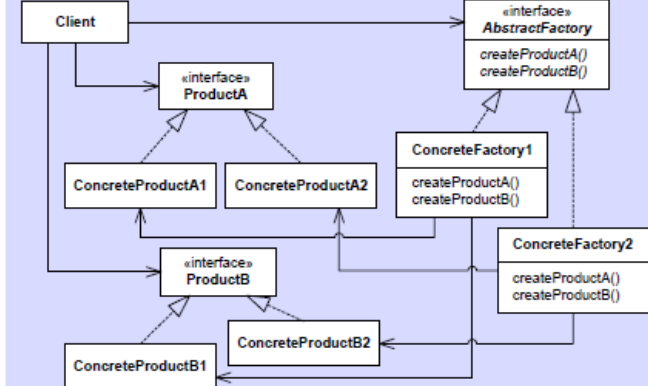 Client
«interface»
AbstractFactory
createProductA()
createProductB()
«interface»
ProductA
ConcreteFactory1
createProductA()
createProductB()
ConcreteProductA1
ConcreteProductA2
ConcreteFactory2
createProductA()
createProductB()
«interface»
ProductB
ConcreteProductB2
ConcreteProductB1